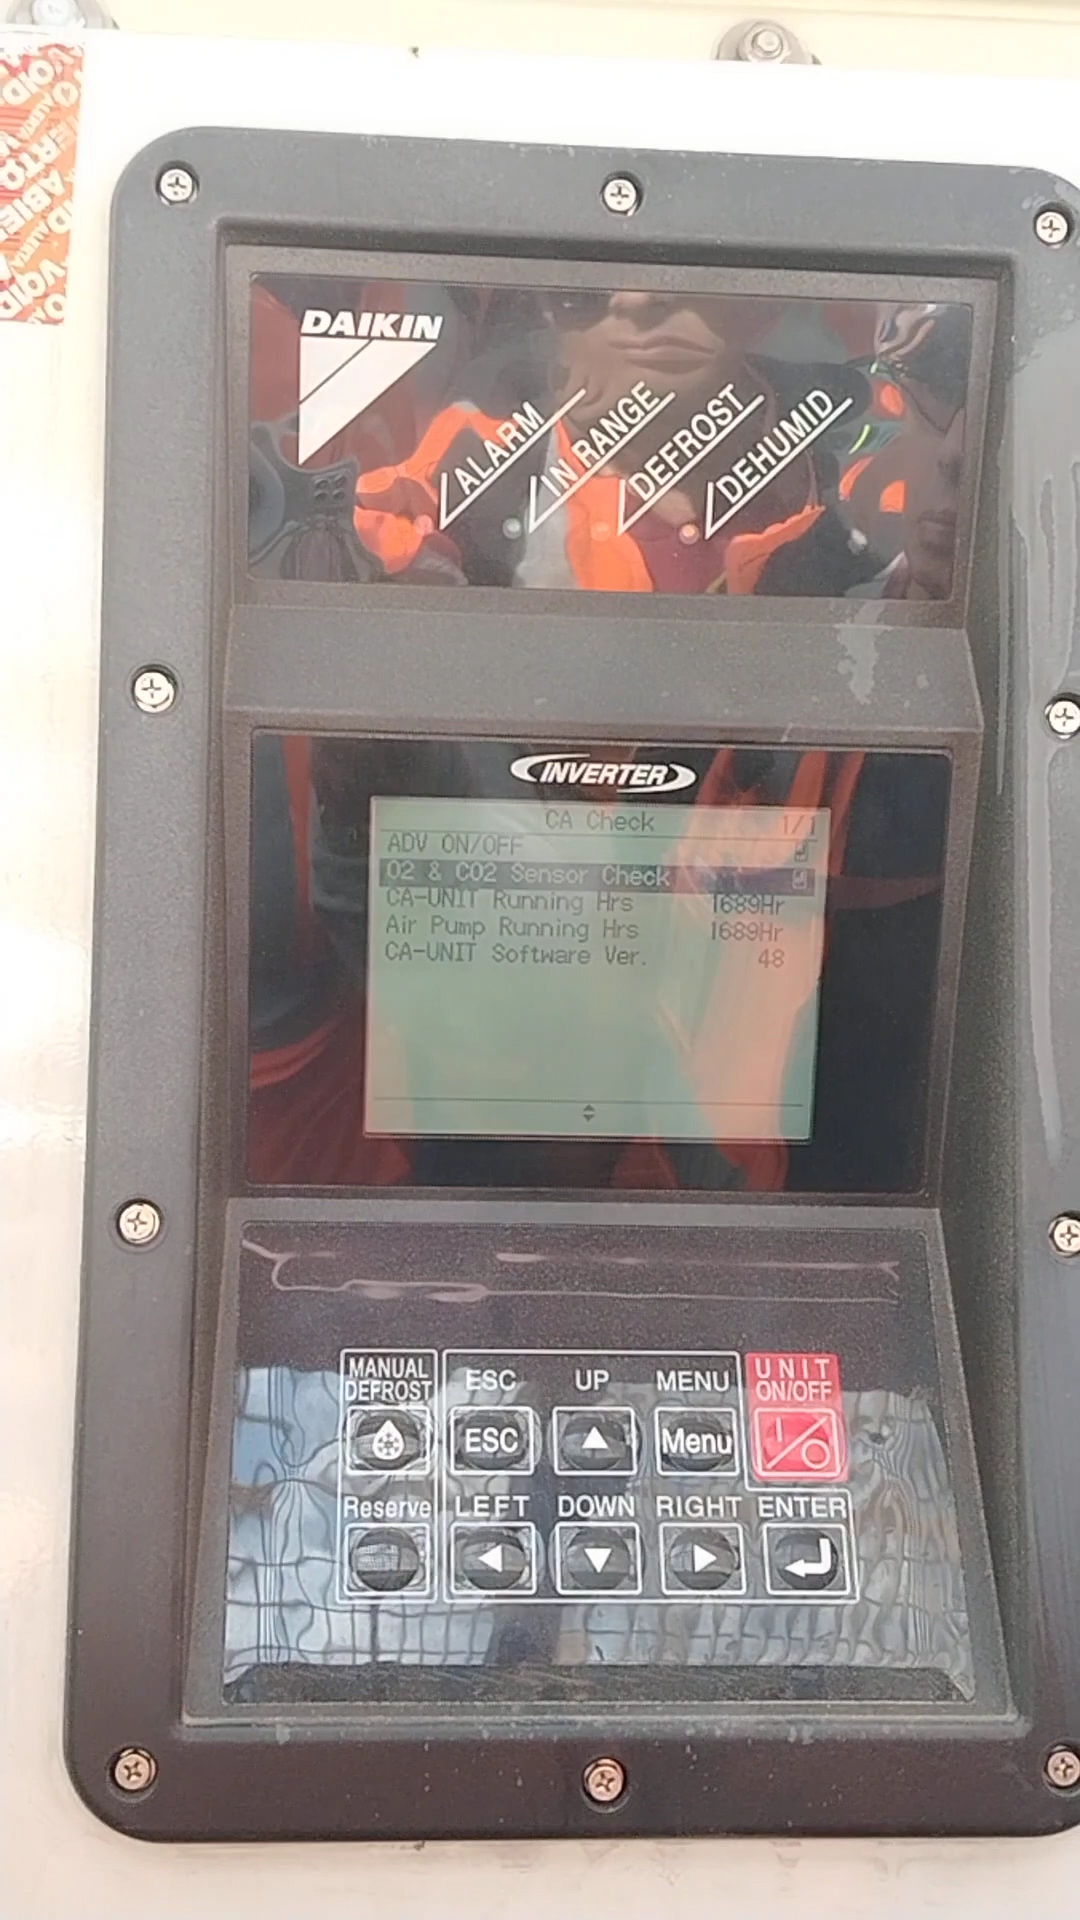 VOID
DAIKIN
ALARM
IN RANGE
DEFROST
DEHUMID
INVERTER
CA Check 1/1
ADV ON/OFF
O2 & CO2 Sensor Check
CA-UNIT Running Hrs 1689Hr
Air Pump Running Hrs 1689Hr
CA-UNIT Software Ver. 48
MANUAL DEFROST ESC UP MENU UNIT ON/OFF
ESC Menu
Reserve LEFT DOWN RIGHT ENTER